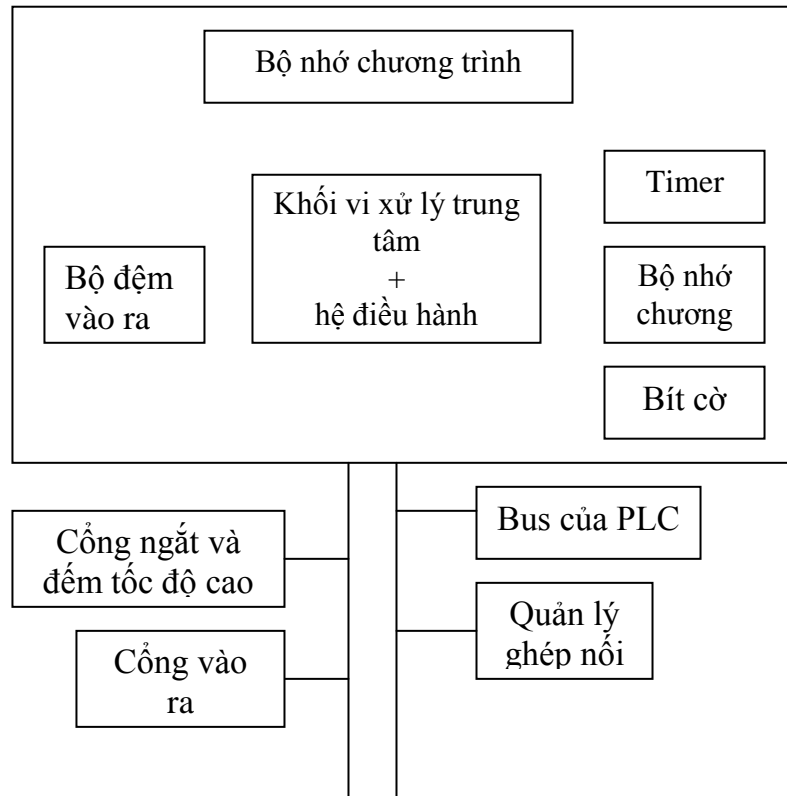 Bộ nhớ chương trình
Khối vi xử lý trung
tâm
+
hệ điều hành
Timer
Bộ đệm
vào ra
Bộ nhớ
chương
Bít cờ
Cổng ngắt và
đếm tốc độ cao
Bus của PLC
Cổng vào
ra
Quản lý
ghép nối